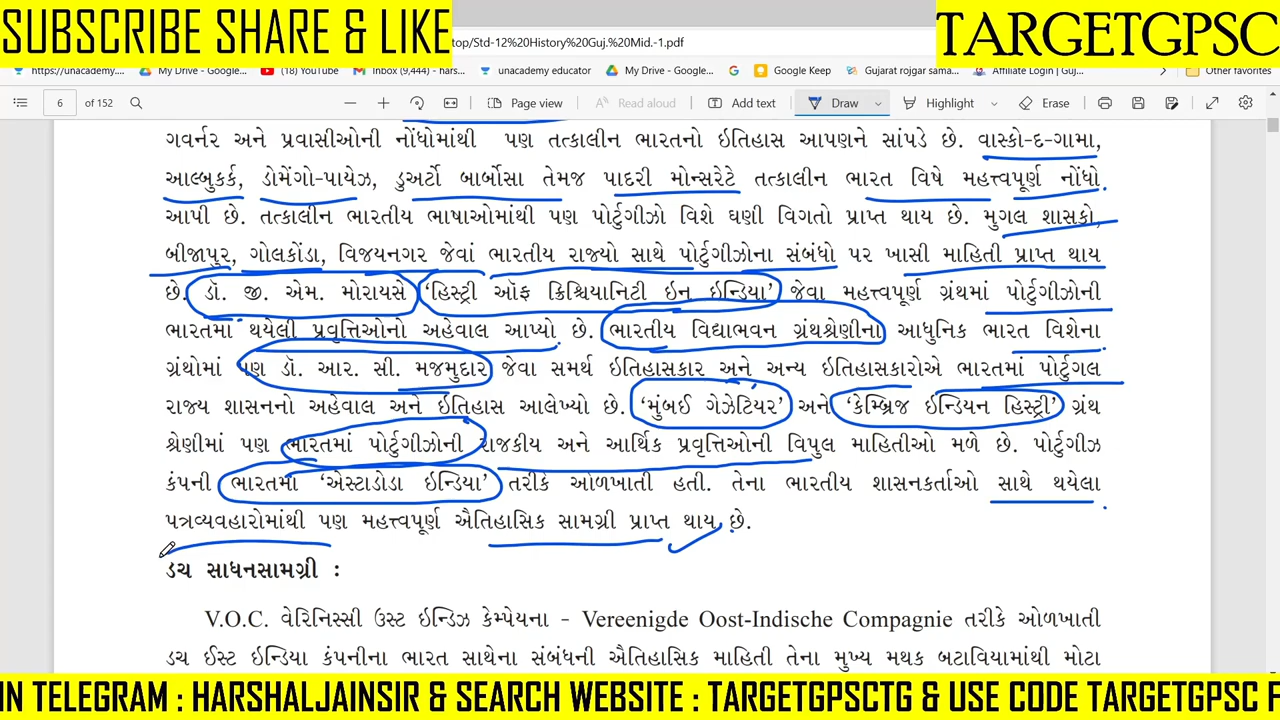 SUBSCRIBE SHARE & LIKE
TARGETGPSC
top/Std-12%20History%20Guj.%20Mid.-1.pdf
https://unacademy... My Drive - Google... (18) YouTube Inbox (9,444) - hars... unacademy educator My Drive - Google... Google Keep Gujarat rojgar sama... Affiliate Login | Guj... Other favorites
6 of 152 Page view Read aloud Add text Draw Highlight Erase
ગવર્નર અને પ્રવાસીઓની નોંધોમાંથી પણ તત્કાલીન ભારતનો ઇતિહાસ આપણને સાંપડે છે. વાસ્કો-દ-ગામા,
આલ્બુકર્ક, ડોમેંગો-પાયેઝ, ડુઅર્ટો બાર્બોસા તેમજ પાદરી મોન્સરેટે તત્કાલીન ભારત વિષે મહત્ત્વપૂર્ણ નોંધો
આપી છે. તત્કાલીન ભારતીય ભાષાઓમાંથી પણ પોર્ટુગીઝો વિશે ઘણી વિગતો પ્રાપ્ત થાય છે. મુગલ શાસકો,
બીજાપુર, ગોલકોંડા, વિજયનગર જેવાં ભારતીય રાજ્યો સાથે પોર્ટુગીઝોના સંબંધો પર ખાસી માહિતી પ્રાપ્ત થાય
છે. ડૉ. જી. એમ. મોરાયસે ‘હિસ્ટ્રી ઑફ ક્રિશ્ચિયાનિટી ઇન ઇન્ડિયા’ જેવા મહત્ત્વપૂર્ણ ગ્રંથમાં પોર્ટુગીઝોની
ભારતમાં થયેલી પ્રવૃત્તિઓનો અહેવાલ આપ્યો છે. ભારતીય વિદ્યાભવન ગ્રંથશ્રેણીના આધુનિક ભારત વિશેના
ગ્રંથોમાં પણ ડૉ. આર. સી. મજમુદાર જેવા સમર્થ ઇતિહાસકાર અને અન્ય ઇતિહાસકારોએ ભારતમાં પોર્ટુગલ
રાજ્ય શાસનનો અહેવાલ અને ઇતિહાસ આલેખ્યો છે. ‘મુંબઈ ગેઝેટિયર’ અને ‘કેમ્બ્રિજ ઇન્ડિયન હિસ્ટ્રી’ ગ્રંથ
શ્રેણીમાં પણ ભારતમાં પોર્ટુગીઝોની રાજકીય અને આર્થિક પ્રવૃત્તિઓની વિપુલ માહિતીઓ મળે છે. પોર્ટુગીઝ
કંપની ભારતમાં ‘એસ્ટાડોડા ઇન્ડિયા’ તરીકે ઓળખાતી હતી. તેના ભારતીય શાસનકર્તાઓ સાથે થયેલા
પત્રવ્યવહારોમાંથી પણ મહત્ત્વપૂર્ણ ઐતિહાસિક સામગ્રી પ્રાપ્ત થાય છે.
ડચ સાધનસામગ્રી :
V.O.C. વેરિનિસ્સી ઉસ્ટ ઇન્ડિઝ કેમ્પેયના - Vereenigde Oost-Indische Compagnie તરીકે ઓળખાતી
ડચ ઈસ્ટ ઇન્ડિયા કંપનીના ભારત સાથેના સંબંધની ઐતિહાસિક માહિતી તેના મુખ્ય મથક બટાવિયામાંથી મોટા
IN TELEGRAM : HARSHALJAINSIR & SEARCH WEBSITE : TARGETGPSCTG & USE CODE TARGETGPSC F